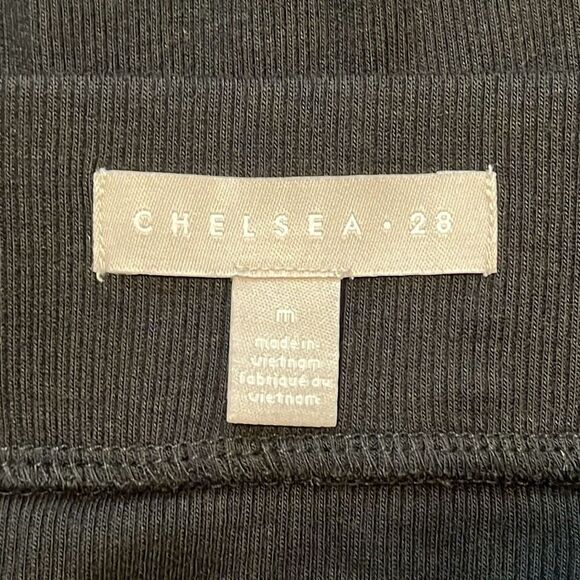 CHELSEA · 28
m
made in
vietnam
fabriqué au
vietnam